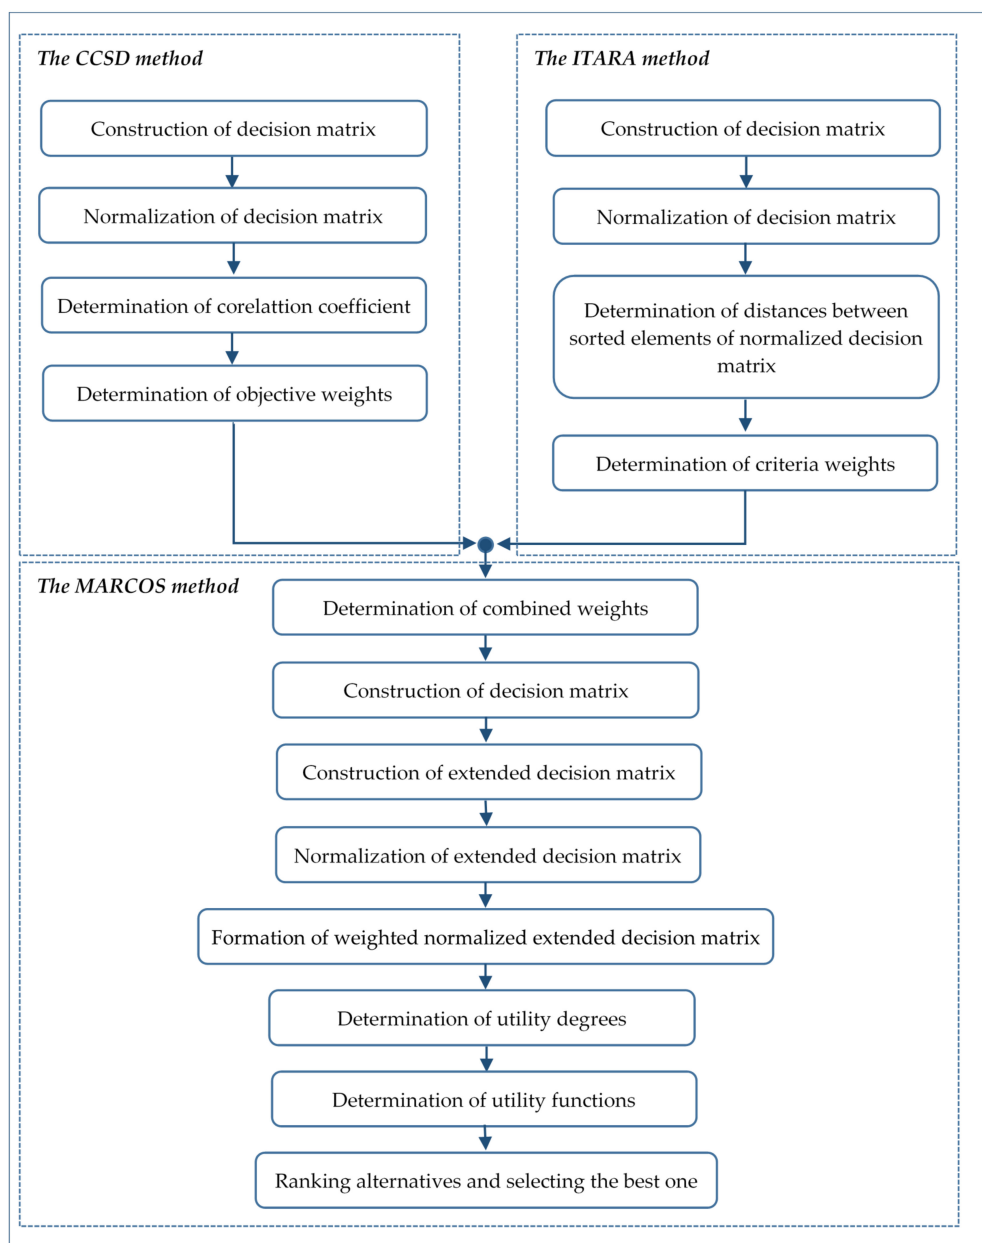 The CCSD method
Construction of decision matrix
Normalization of decision matrix
Determination of corelattion coefficient
Determination of objective weights
The ITARA method
Construction of decision matrix
Normalization of decision matrix
Determination of distances between
sorted elements of normalized decision
matrix
Determination of criteria weights
The MARCOS method
Determination of combined weights
Construction of decision matrix
Construction of extended decision matrix
Normalization of extended decision matrix
Formation of weighted normalized extended decision matrix
Determination of utility degrees
Determination of utility functions
Ranking alternatives and selecting the best one